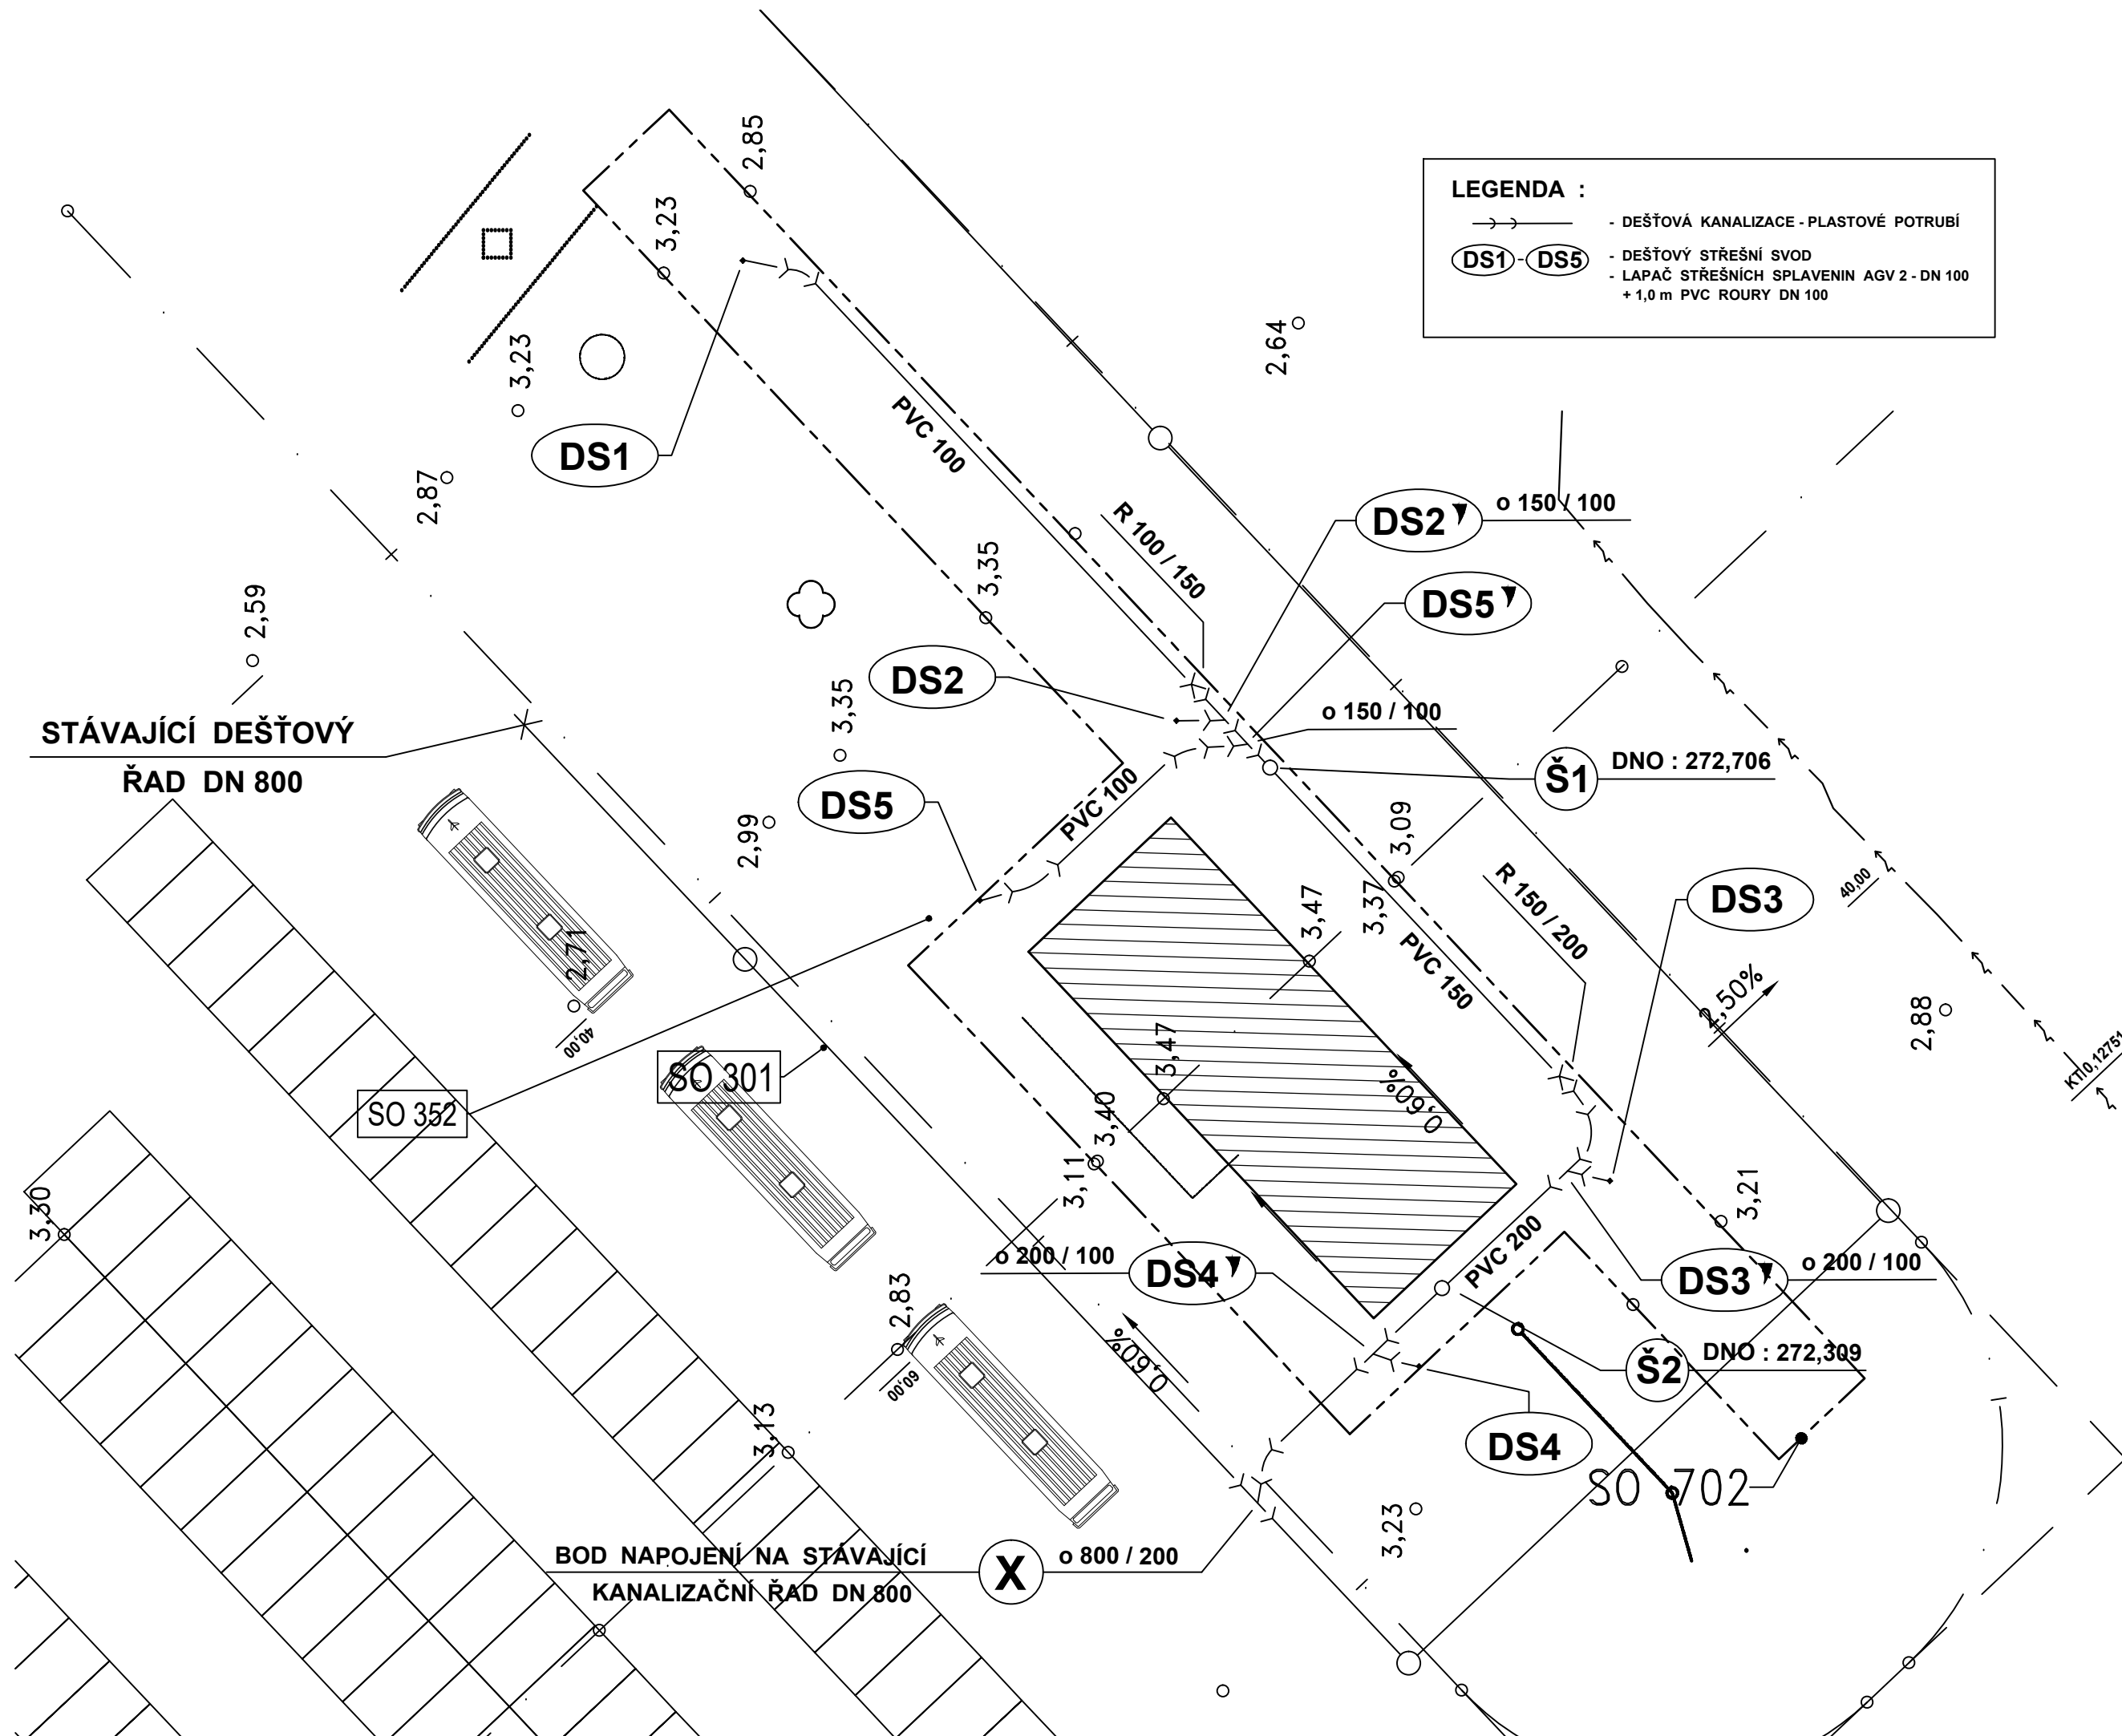 LEGENDA :
- DEŠŤOVÁ KANALIZACE - PLASTOVÉ POTRUBÍ
DS1 - DS5
- DEŠŤOVÝ STŘEŠNÍ SVOD
- LAPAČ STŘEŠNÍCH SPLAVENIN AGV 2 - DN 100
+ 1,0 m PVC ROURY DN 100
2,85
3,23
3,23
2,64
DS1
PVC 100
2,87
R 100 / 150
DS2'
o 150 / 100
3,35
DS5'
2,59
DS2
3,35
o 150 / 100
STÁVAJÍCÍ DEŠŤOVÝ
ŘAD DN 800
Š1
DNO : 272,706
DS5
PVC 100
2,99
3,09
3,47
3,37
R 150 / 200
DS3
40,00
2,71
PVC 150
2,50%
2,88
40,00
3,47
KTI0,12751
SO 301
SO 352
0,60%
3,40
3,11
3,21
3,30
o 200 / 100
DS4'
PVC 200
DS3'
o 200 / 100
2,83
0,60%
Š2
DNO : 272,309
60,00
3,13
DS4
SO 702
3,23
BOD NAPOJENÍ NA STÁVAJÍCÍ
KANALIZAČNÍ ŘAD DN 800
X
o 800 / 200